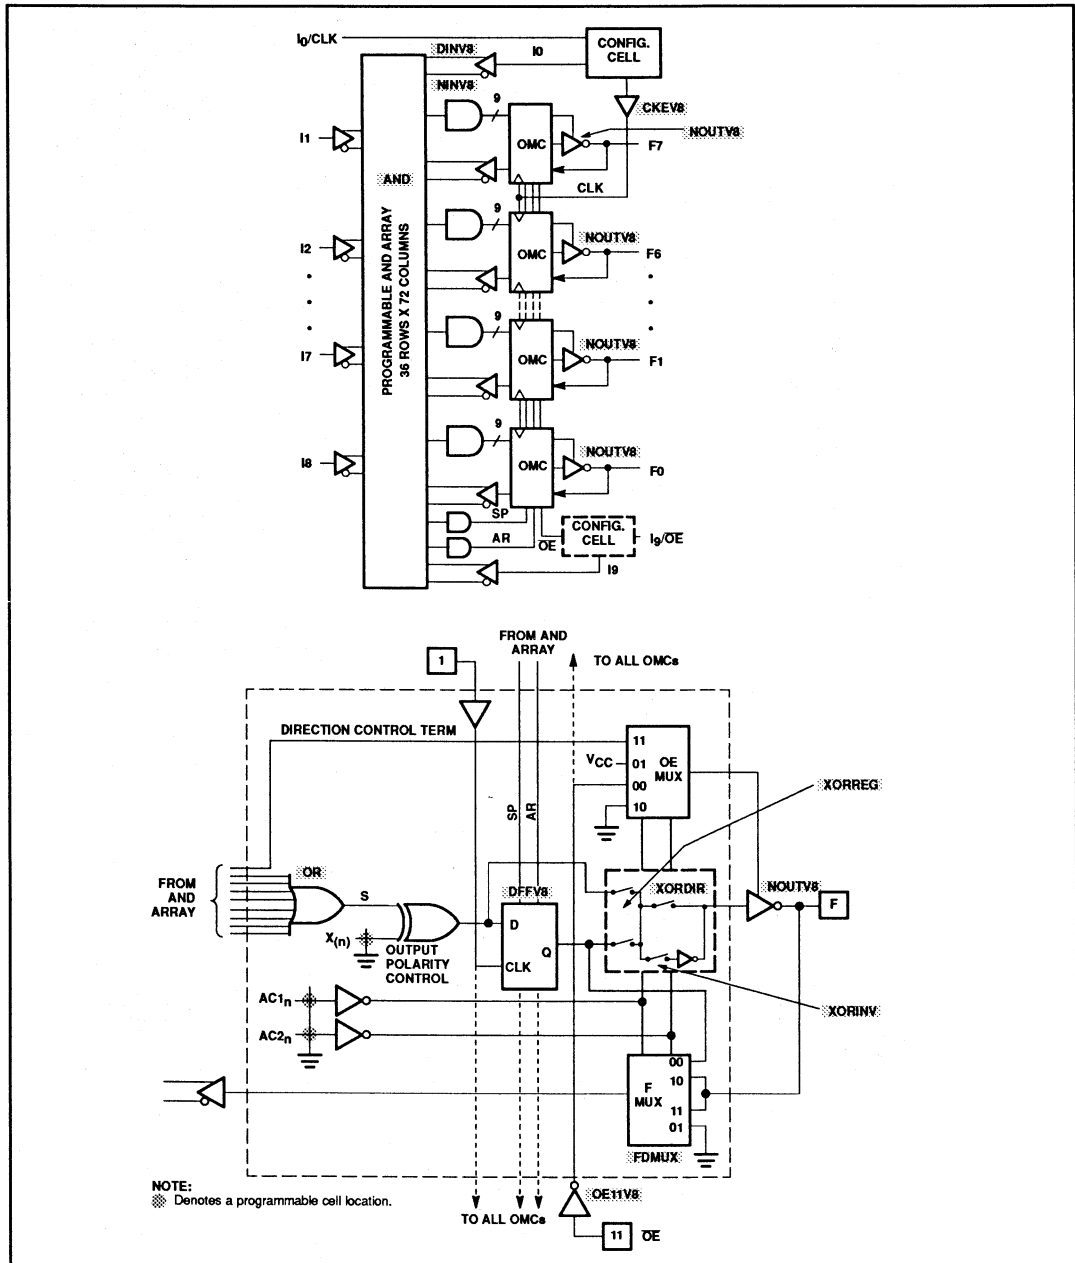 I0/CLK
DINV8
I0
CONFIG.
CELL
NINV8
9
CKEV8
NOUTV8
I1
OMC
F7
AND
CLK
9
NOUTV8
I2
OMC
F6
PROGRAMMABLE AND ARRAY
36 ROWS X 72 COLUMNS
9
NOUTV8
I7
OMC
F1
9
NOUTV8
I8
OMC
F0
SP
CONFIG.
CELL
AR
OE
I9/OE
I9
FROM AND
ARRAY
1
TO ALL OMCs
DIRECTION CONTROL TERM
11
VCC
01
OE
MUX
00
10
XORREG
SP
AR
FROM
AND
ARRAY
OR
S
DFFV8
XORDIR
NOUTV8
F
X(n)
D
OUTPUT
POLARITY
CONTROL
Q
CLK
AC1n
XORINV
AC2n
00
10
F
MUX
11
01
FDMUX
NOTE:
Denotes a programmable cell location.
OE11V8
TO ALL OMCs
11
OE